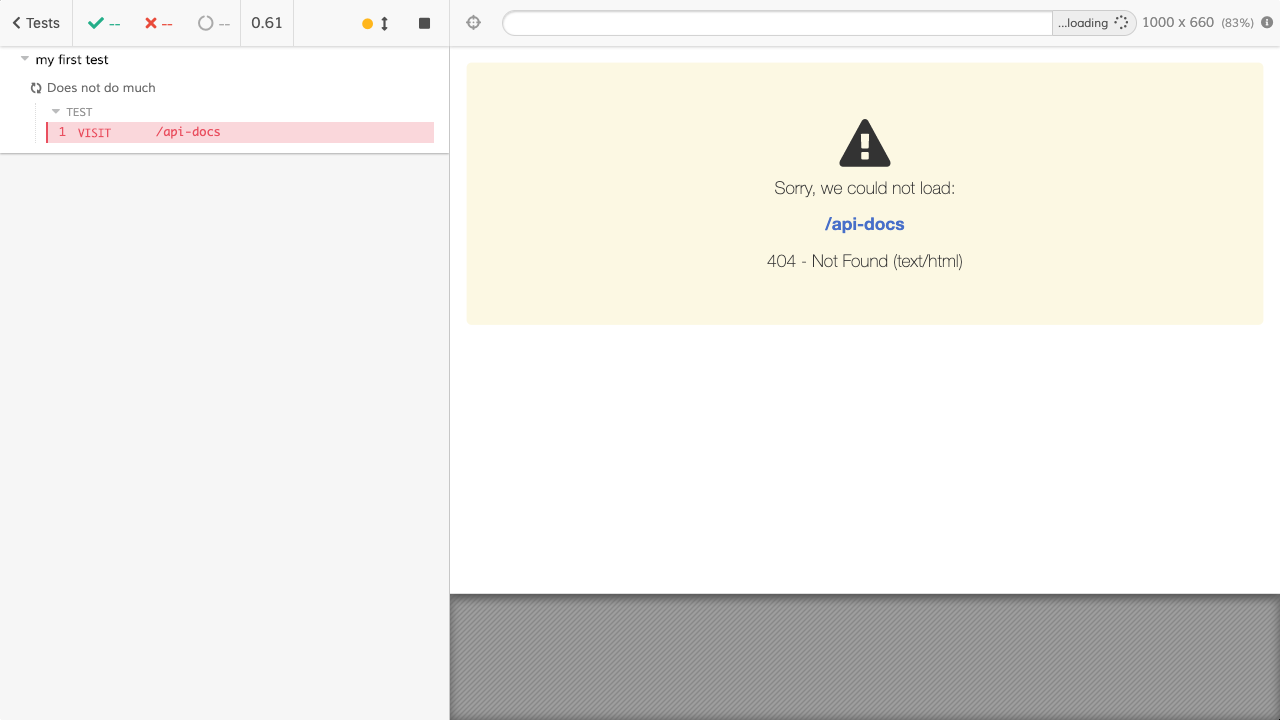 Tests -- -- -- 0.61
...loading 1000 x 660 (83%)
my first test
Does not do much
TEST
1 VISIT /api-docs
Sorry, we could not load:
/api-docs
404 - Not Found (text/html)